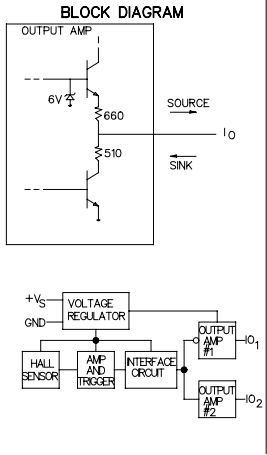 BLOCK DIAGRAM
OUTPUT AMP
6V
660
SOURCE
IO
510
SINK
+VS
GND
VOLTAGE
REGULATOR
HALL
SENSOR
AMP
AND
TRIGGER
INTERFACE
CIRCUIT
OUTPUT
AMP
#1
IO1
OUTPUT
AMP
#2
IO2